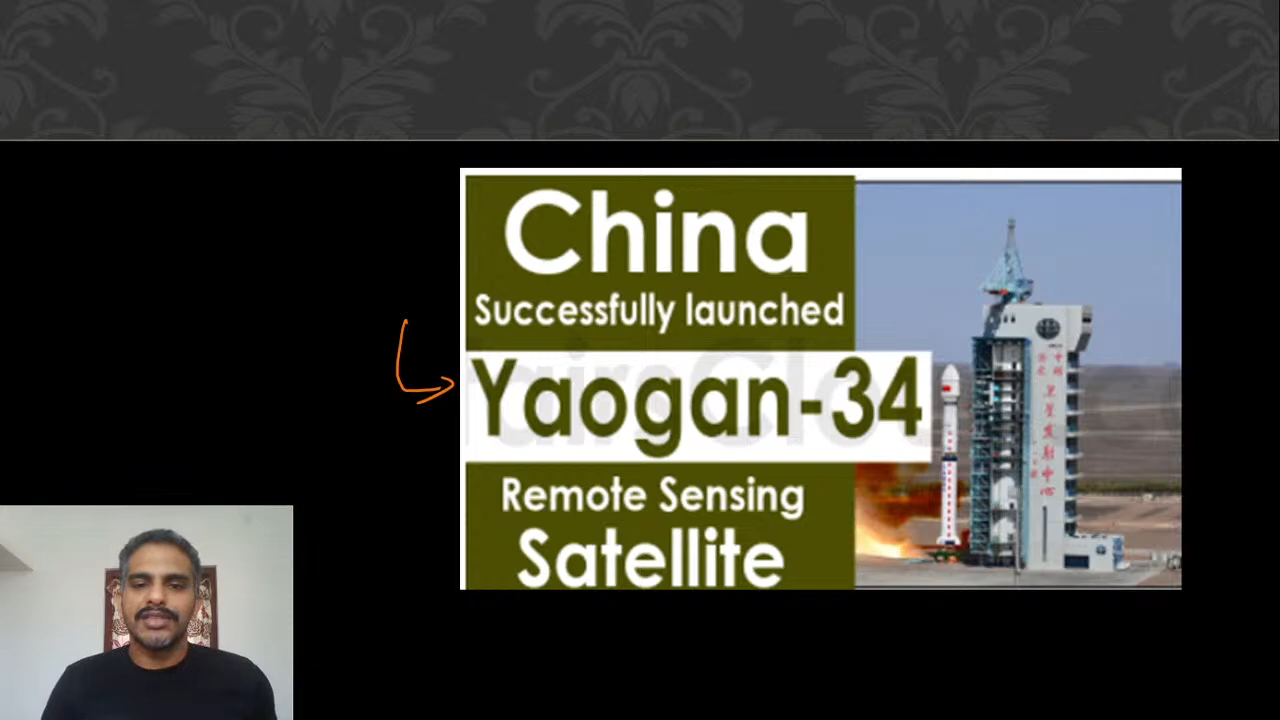 China
Successfully launched
Yaogan-34
Remote Sensing
Satellite